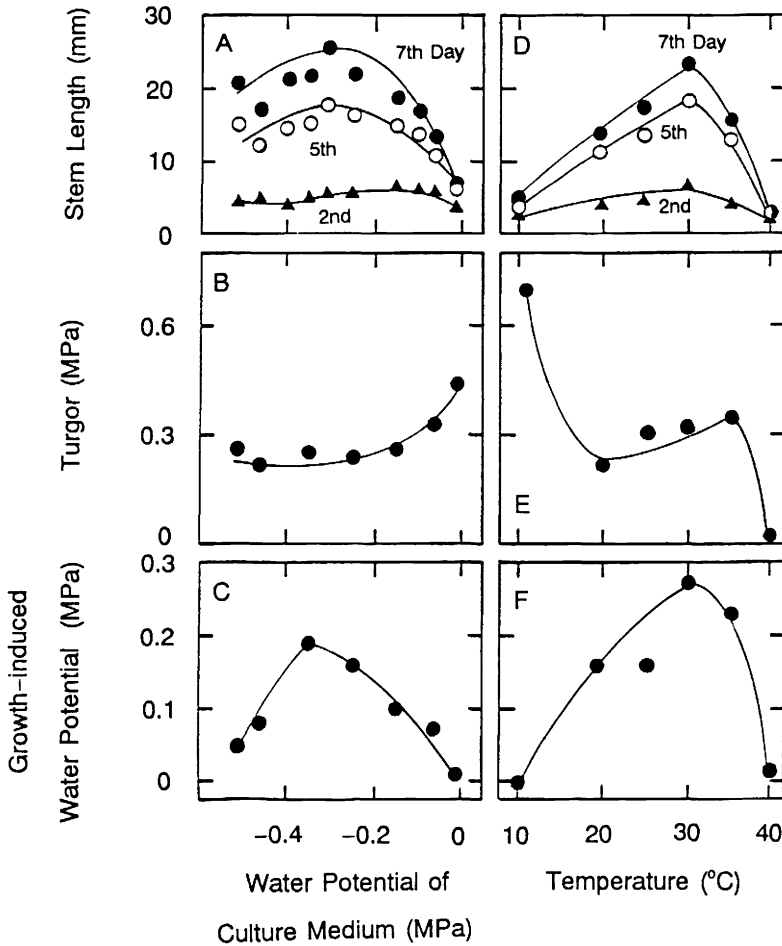 Stem Length (mm)
30
20
10
0
A
7th Day
5th
2nd
D
7th Day
5th
2nd
Turgor (MPa)
0.6
0.3
0
B
E
Growth-induced
Water Potential (MPa)
0.3
0.2
0.1
0
C
F
−0.4 −0.2 0
10 20 30 40
Water Potential of
Culture Medium (MPa)
Temperature (°C)